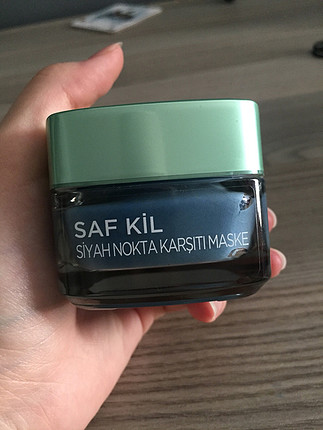 SAF KİL
SİYAH NOKTA KARŞITI MASKE